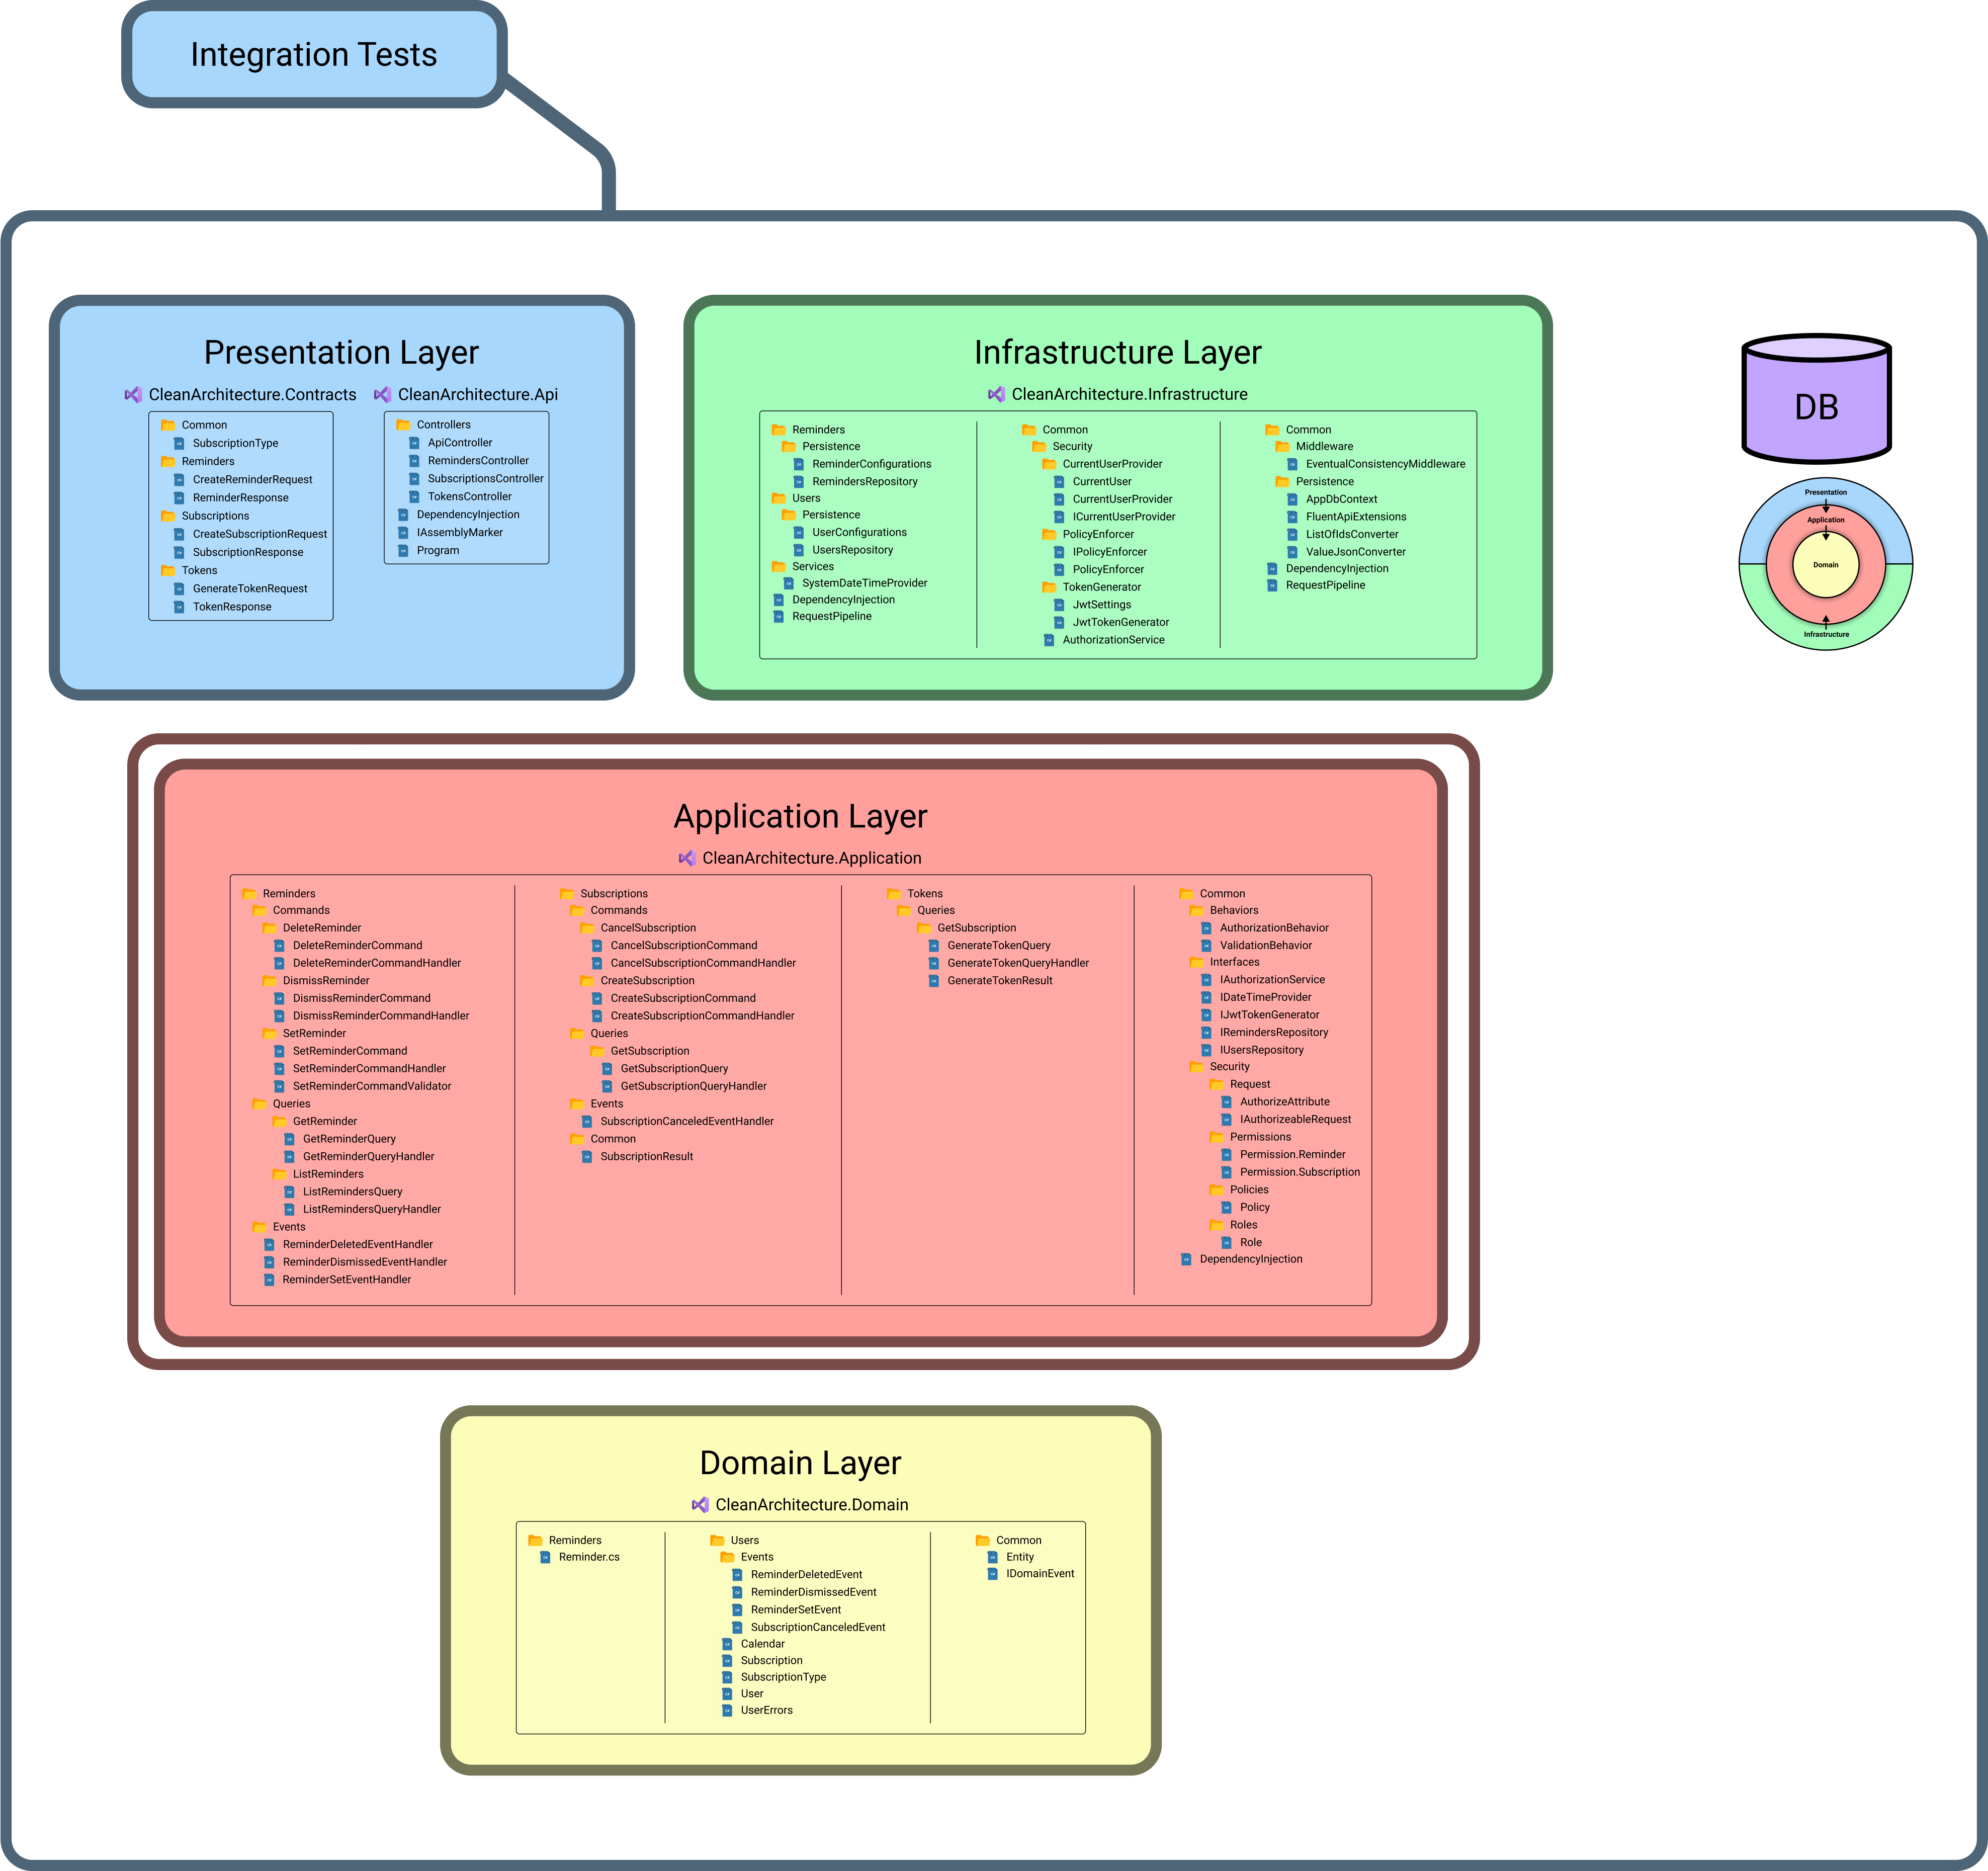 Integration Tests
Presentation Layer
CleanArchitecture.Contracts
Common
SubscriptionType
Reminders
CreateReminderRequest
ReminderResponse
Subscriptions
CreateSubscriptionRequest
SubscriptionResponse
Tokens
GenerateTokenRequest
TokenResponse
CleanArchitecture.Api
Controllers
ApiController
RemindersController
SubscriptionsController
TokensController
DependencyInjection
IAssemblyMarker
Program
Infrastructure Layer
CleanArchitecture.Infrastructure
Reminders
Persistence
ReminderConfigurations
RemindersRepository
Users
Persistence
UserConfigurations
UsersRepository
Services
SystemDateTimeProvider
DependencyInjection
RequestPipeline
Common
Security
CurrentUserProvider
CurrentUser
CurrentUserProvider
ICurrentUserProvider
PolicyEnforcer
IPolicyEnforcer
PolicyEnforcer
TokenGenerator
JwtSettings
JwtTokenGenerator
AuthorizationService
Common
Middleware
EventualConsistencyMiddleware
Persistence
AppDbContext
FluentApiExtensions
ListOfIdsConverter
ValueJsonConverter
DependencyInjection
RequestPipeline
DB
Presentation
Application
Domain
Infrastructure
Application Layer
CleanArchitecture.Application
Reminders
Commands
DeleteReminder
DeleteReminderCommand
DeleteReminderCommandHandler
DismissReminder
DismissReminderCommand
DismissReminderCommandHandler
SetReminder
SetReminderCommand
SetReminderCommandHandler
SetReminderCommandValidator
Queries
GetReminder
GetReminderQuery
GetReminderQueryHandler
ListReminders
ListRemindersQuery
ListRemindersQueryHandler
Events
ReminderDeletedEventHandler
ReminderDismissedEventHandler
ReminderSetEventHandler
Subscriptions
Commands
CancelSubscription
CancelSubscriptionCommand
CancelSubscriptionCommandHandler
CreateSubscription
CreateSubscriptionCommand
CreateSubscriptionCommandHandler
Queries
GetSubscription
GetSubscriptionQuery
GetSubscriptionQueryHandler
Events
SubscriptionCanceledEventHandler
Common
SubscriptionResult
Tokens
Queries
GetSubscription
GenerateTokenQuery
GenerateTokenQueryHandler
GenerateTokenResult
Common
Behaviors
AuthorizationBehavior
ValidationBehavior
Interfaces
IAuthorizationService
IDateTimeProvider
IJwtTokenGenerator
IRemindersRepository
IUsersRepository
Security
Request
AuthorizeAttribute
IAuthorizeableRequest
Permissions
Permission.Reminder
Permission.Subscription
Policies
Policy
Roles
Role
DependencyInjection
Domain Layer
CleanArchitecture.Domain
Reminders
Reminder.cs
Users
Events
ReminderDeletedEvent
ReminderDismissedEvent
ReminderSetEvent
SubscriptionCanceledEvent
Calendar
Subscription
SubscriptionType
User
UserErrors
Common
Entity
IDomainEvent